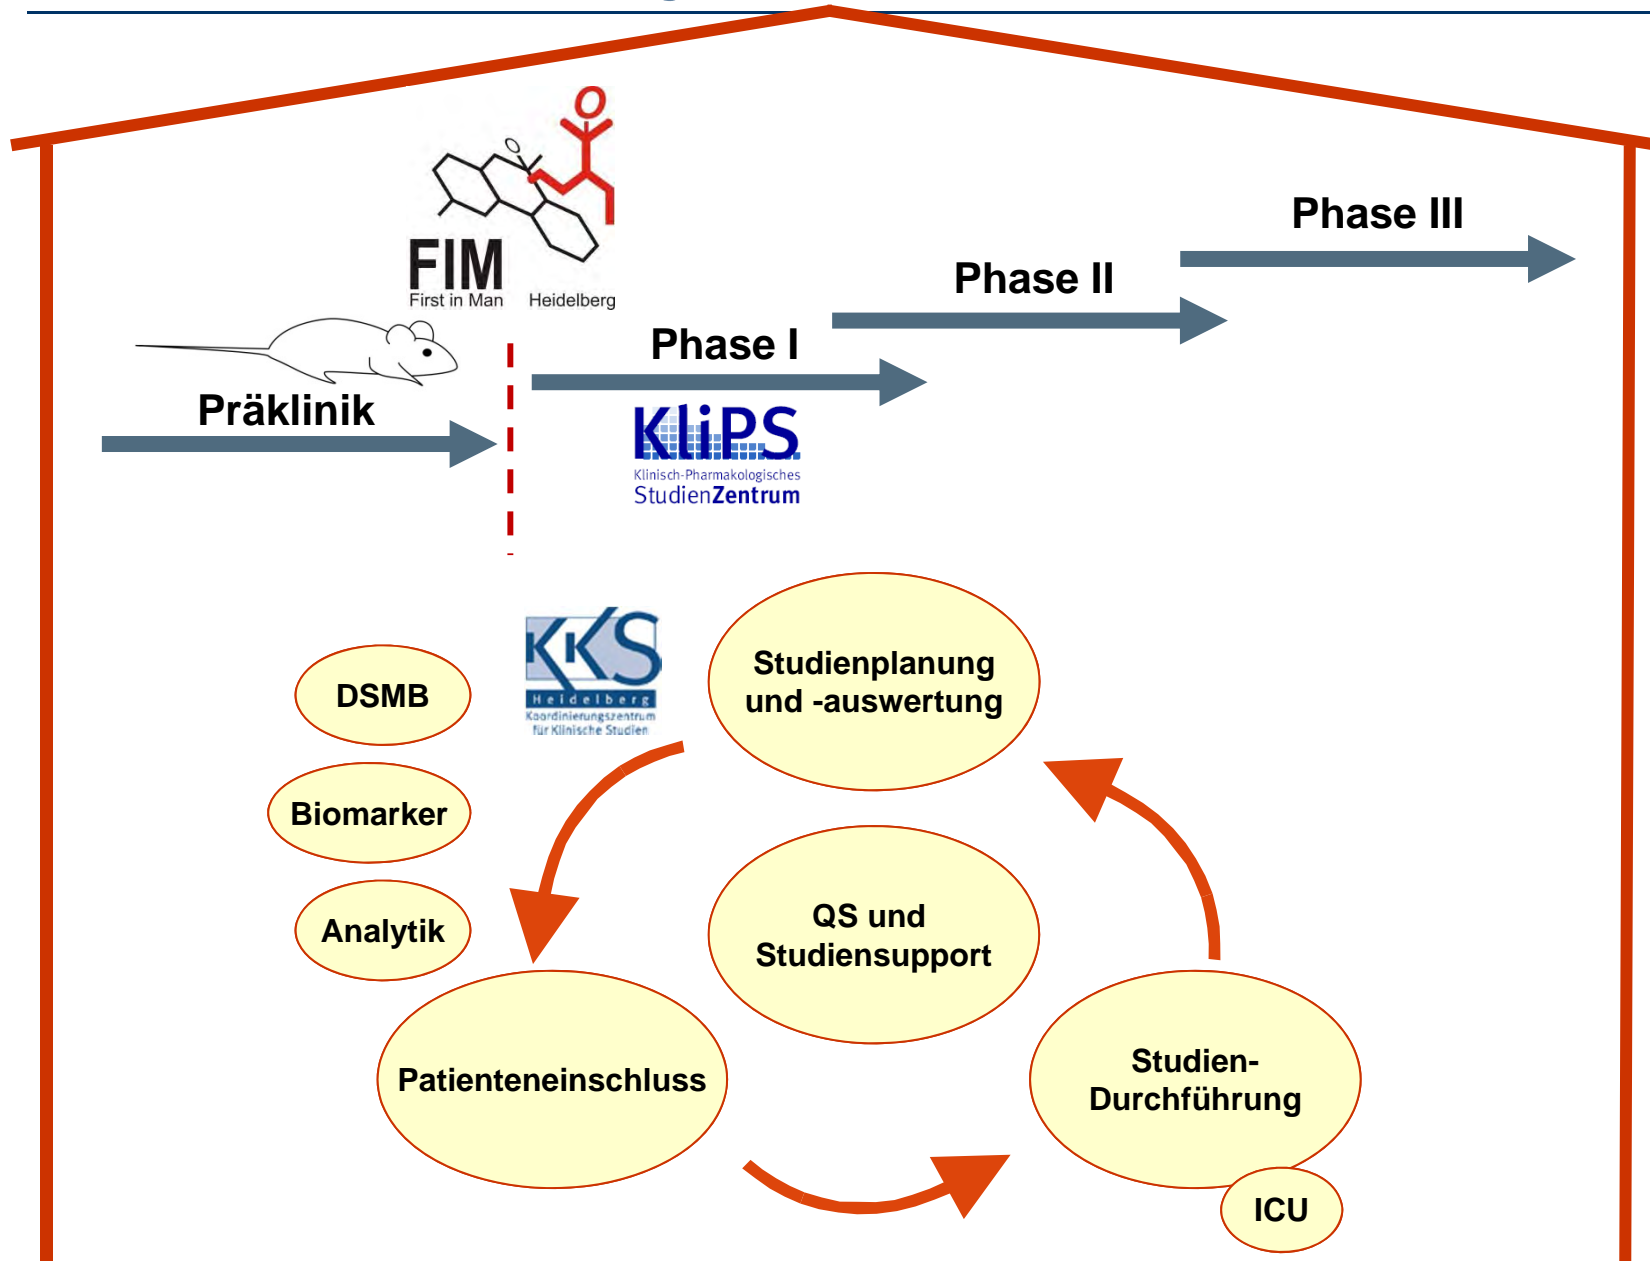 FIM
First in Man Heidelberg
Präklinik
Phase I
Phase II
Phase III
KliPS
Klinisch-Pharmakologisches
StudienZentrum
KKS
Heidelberg
Koordinierungszentrum
für Klinische Studien
DSMB
Biomarker
Analytik
Studienplanung
und -auswertung
QS und
Studiensupport
Patienteneinschluss
Studien-
Durchführung
ICU